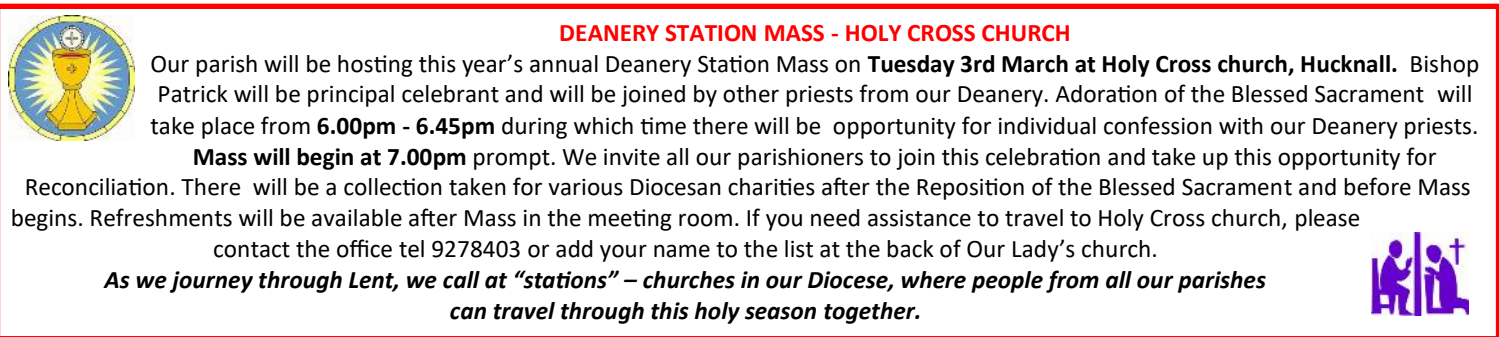 DEANERY STATION MASS - HOLY CROSS CHURCH
Our parish will be hosting this year's annual Deanery Station Mass on Tuesday 3rd March at Holy Cross church, Hucknall. Bishop
Patrick will be principal celebrant and will be joined by other priests from our Deanery. Adoration of the Blessed Sacrament will
take place from 6.00pm - 6.45pm during which time there will be opportunity for individual confession with our Deanery priests.
Mass will begin at 7.00pm prompt. We invite all our parishioners to join this celebration and take up this opportunity for
Reconciliation. There will be a collection taken for various Diocesan charities after the Reposition of the Blessed Sacrament and before Mass
begins. Refreshments will be available after Mass in the meeting room. If you need assistance to travel to Holy Cross church, please
contact the office tel 9278403 or add your name to the list at the back of Our Lady's church.
As we journey through Lent, we call at “stations” – churches in our Diocese, where people from all our parishes
can travel through this holy season together.